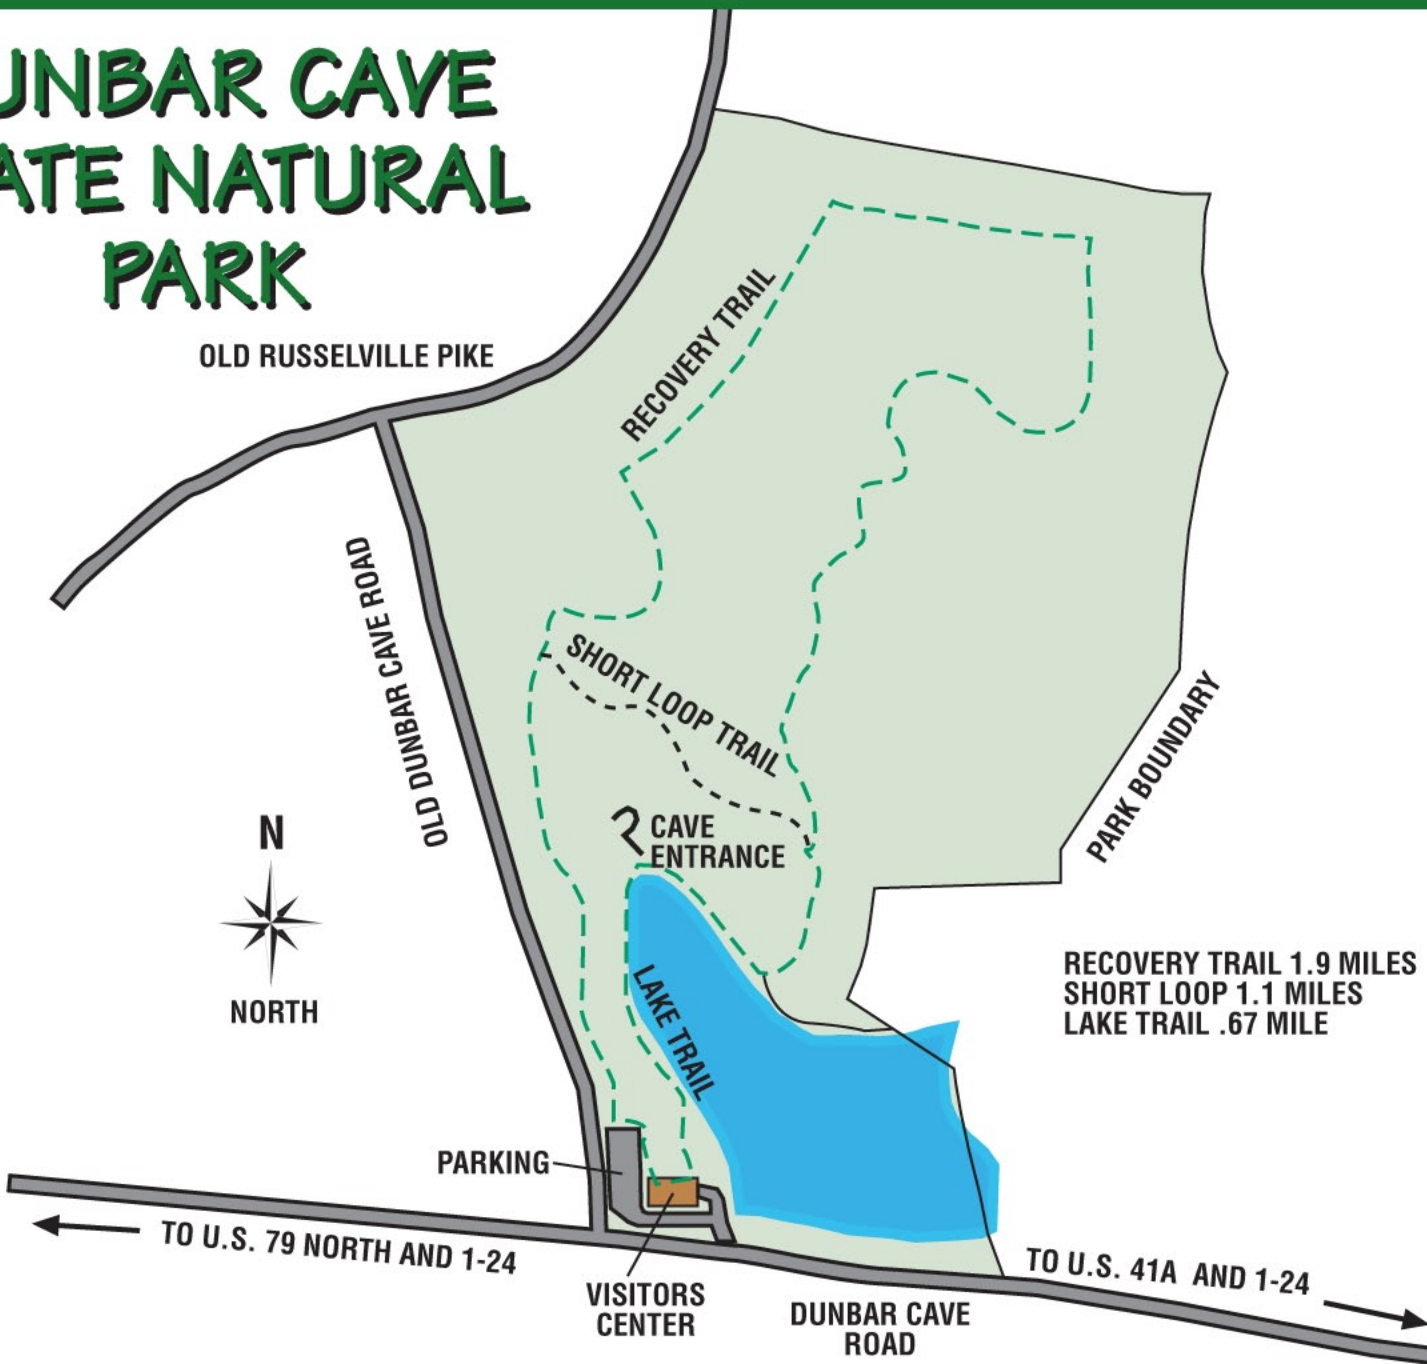 UNBAR CAVE
ATE NATURAL
PARK
OLD RUSSELVILLE PIKE
RECOVERY TRAIL
OLD DUNBAR CAVE ROAD
SHORT LOOP TRAIL
PARK BOUNDARY
CAVE
ENTRANCE
N
NORTH
RECOVERY TRAIL 1.9 MILES
SHORT LOOP 1.1 MILES
LAKE TRAIL .67 MILE
LAKE TRAIL
PARKING
TO U.S. 79 NORTH AND 1-24
TO U.S. 41A AND 1-24
VISITORS
CENTER
DUNBAR CAVE
ROAD